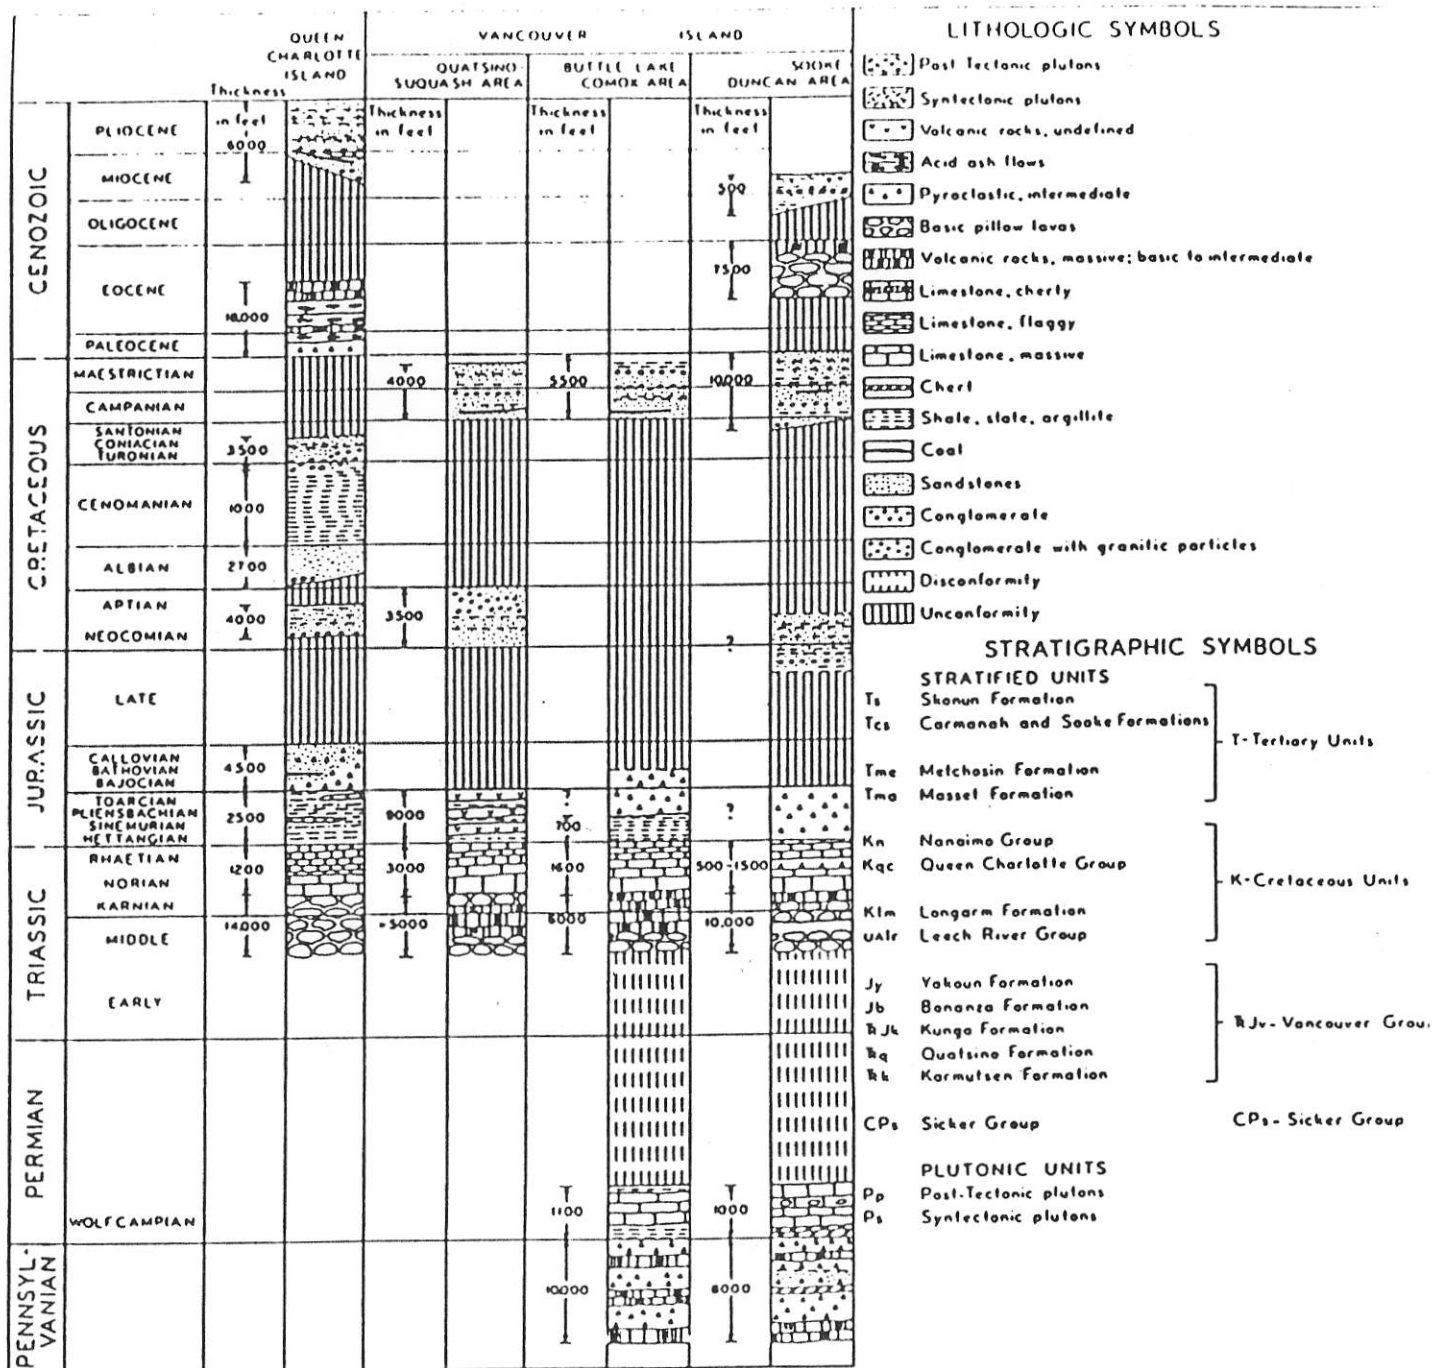 QUEEN CHARLOTTE ISLAND
VANCOUVER ISLAND
QUATSINO SUQUASH AREA
BUTTLE LAKE COMOX AREA
SOOKE DUNCAN AREA
Thickness in feet
Thickness in feet
Thickness in feet
Thickness in feet
CENOZOIC
PLIOCENE
6000
MIOCENE
500
OLIGOCENE
EOCENE
7500
18,000
PALEOCENE
CRETACEOUS
MAESTRICTIAN
4000
5500
10,000
CAMPANIAN
SANTONIAN
CONIACIAN
TURONIAN
3500
CENOMANIAN
1000
ALBIAN
2700
APTIAN
4000
3500
NEOCOMIAN
?
JURASSIC
LATE
CALLOVIAN
BATHOVIAN
BAJOCIAN
4500
TOARCIAN
PLIENSBACHIAN
SINEMURIAN
HETTANGIAN
2500
?
700
?
TRIASSIC
RHAETIAN
1200
3000
1600
500-1500
NORIAN
KARNIAN
14,000
6000
10,000
MIDDLE
EARLY
PERMIAN
WOLFCAMPIAN
1100
1000
PENNSYL-
VANIAN
10,000
LITHOLOGIC SYMBOLS
Post Tectonic plutons
Syntectonic plutons
Volcanic rocks, undefined
Acid ash flows
Pyroclastic, intermediate
Basic pillow lavas
Volcanic rocks, massive; basic to intermediate
Limestone, cherty
Limestone, flaggy
Limestone, massive
Chert
Shale, slate, argillite
Coal
Sandstones
Conglomerate
Conglomerate with granitic particles
Disconformity
Unconformity
STRATIGRAPHIC SYMBOLS
STRATIFIED UNITS
Ts Skonun Formation
Tcs Carmanah and Sooke Formations
T-Tertiary Units
Tme Metchosin Formation
Tma Masset Formation
Kn Nanaimo Group
Kqc Queen Charlotte Group
K-Cretaceous Units
Klm Longarm Formation
Leech River Group
Jy Yakoun Formation
Jb Bonanza Formation
TRJk Kunga Formation
TRJv-Vancouver Grou
TRq Quatsino Formation
TRk Karmutsen Formation
CPs Sicker Group
CPs- Sicker Group
PLUTONIC UNITS
Pp Post-Tectonic plutons
Ps Syntectonic plutons